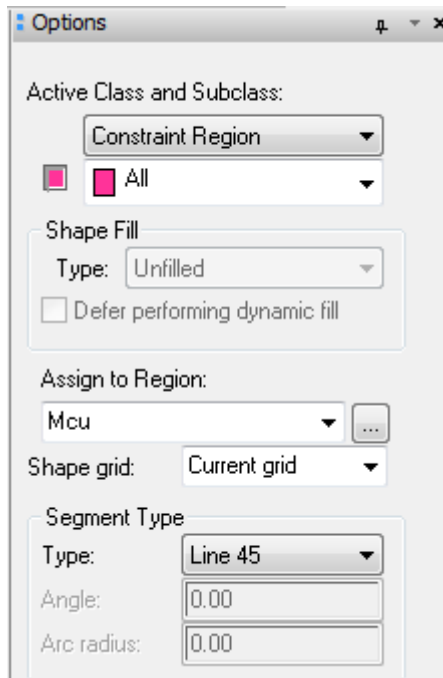 Options
Active Class and Subclass:
Constraint Region
All
Shape Fill
Type: Unfilled
Defer performing dynamic fill
Assign to Region:
Mcu ...
Shape grid: Current grid
Segment Type
Type: Line 45
Angle: 0.00
Arc radius: 0.00